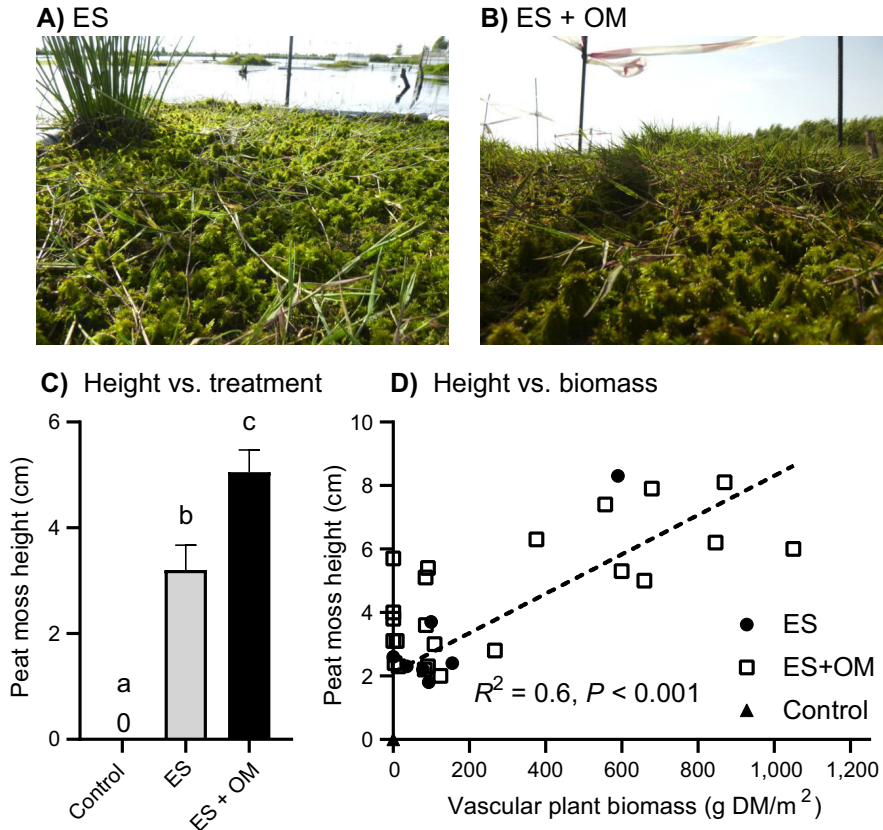 A) ES
B) ES + OM
C) Height vs. treatment
Peat moss height (cm)
6
4
2
0
a
0
b
c
Control
ES
ES + OM
D) Height vs. biomass
Peat moss height (cm)
10
8
6
4
2
0
R² = 0.6, P < 0.001
ES
ES+OM
Control
0
200
400
600
800
1,000
1,200
Vascular plant biomass (g DM/m²)